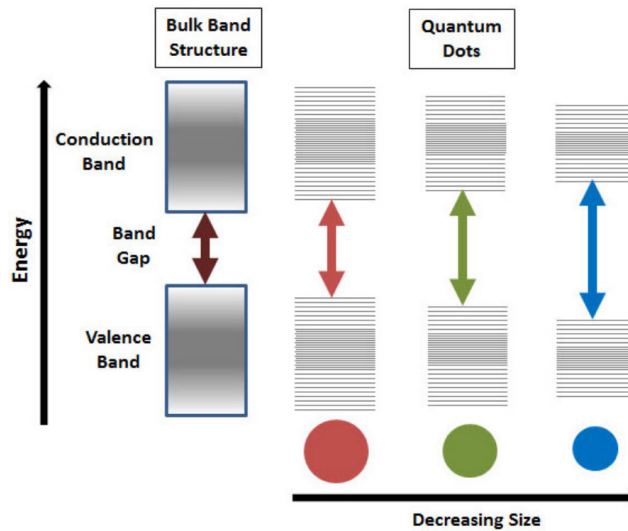 Bulk Band
Structure
Quantum
Dots
Energy
Conduction
Band
Band
Gap
Valence
Band
Decreasing Size